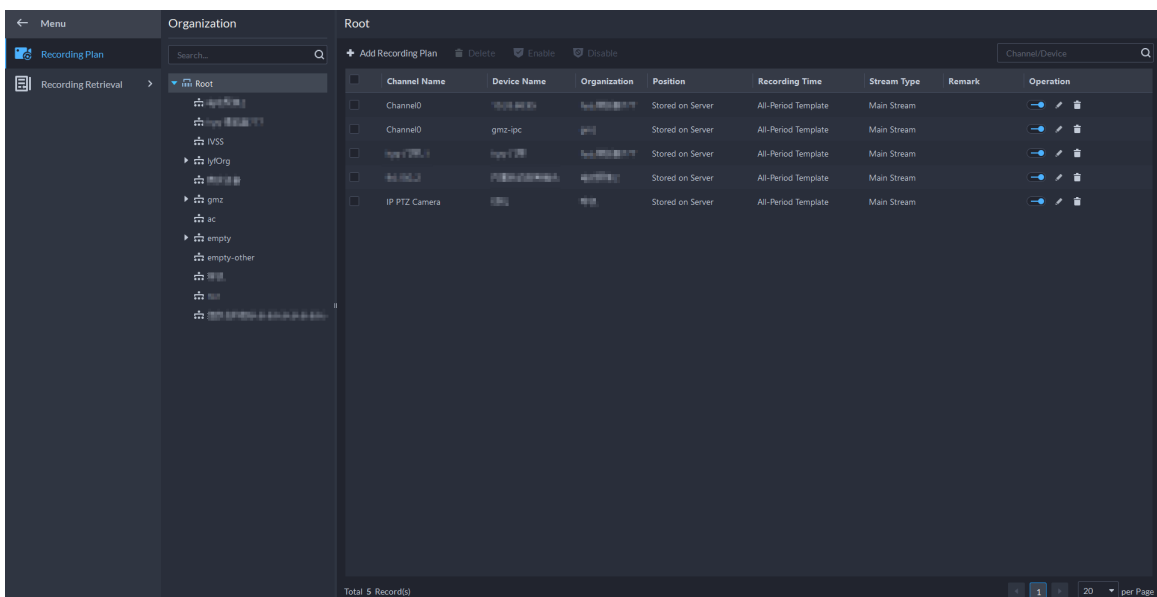 Menu
Organization
Root
Recording Plan
Search...
Add Recording Plan Delete Enable Disable
Channel/Device
Recording Retrieval
Root
IVSS
lyfOrg
gmz
ac
empty
empty-other
Channel Name Device Name Organization Position Recording Time Stream Type Remark Operation
Channel0 Stored on Server All-Period Template Main Stream
Channel0 gmz-ipc Stored on Server All-Period Template Main Stream
Stored on Server All-Period Template Main Stream
Stored on Server All-Period Template Main Stream
IP PTZ Camera Stored on Server All-Period Template Main Stream
Total 5 Record(s)
1 20 per Page